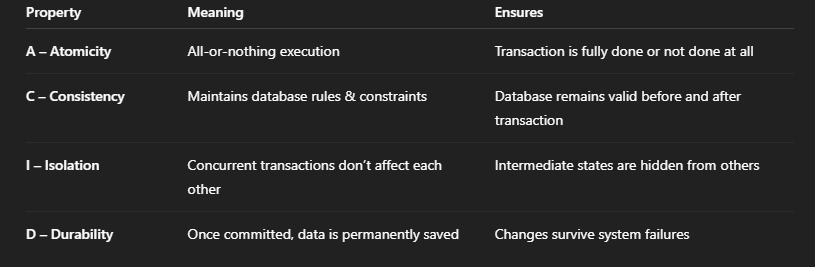 Property Meaning Ensures
A – Atomicity All-or-nothing execution Transaction is fully done or not done at all
C – Consistency Maintains database rules & constraints Database remains valid before and after
transaction
I – Isolation Concurrent transactions don’t affect each Intermediate states are hidden from others
other
D – Durability Once committed, data is permanently saved Changes survive system failures